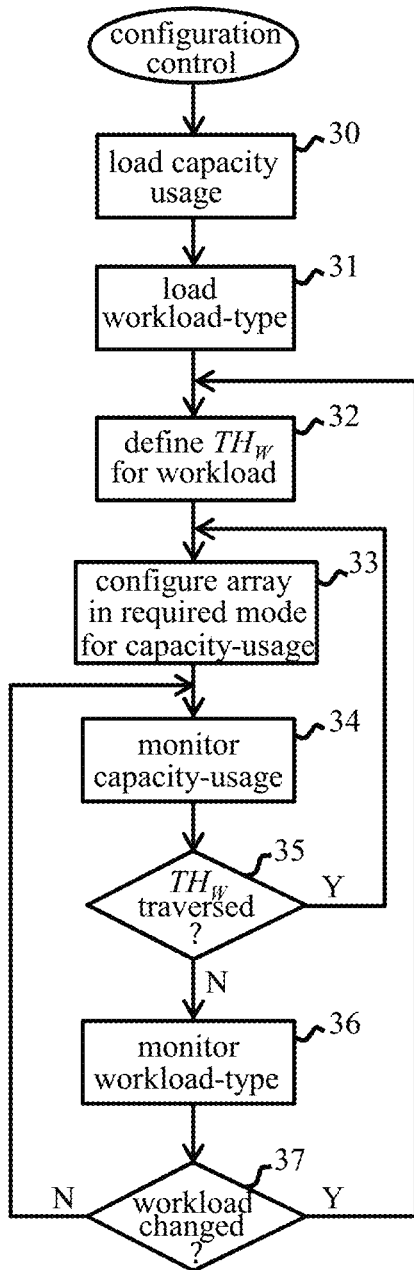 configuration
control
30
load capacity
usage
31
load
workload-type
32
define TH_W
for workload
33
configure array
in required mode
for capacity-usage
34
monitor
capacity-usage
35
TH_W
traversed
?
Y
N
36
monitor
workload-type
37
N
workload
changed
?
Y